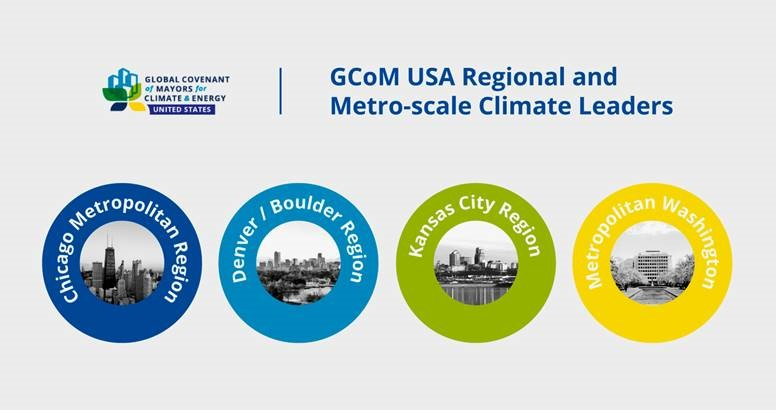 GLOBAL COVENANT
of MAYORS for
CLIMATE & ENERGY
UNITED STATES
GCoM USA Regional and
Metro-scale Climate Leaders
Chicago Metropolitan Region
Denver / Boulder Region
Kansas City Region
Metropolitan Washington